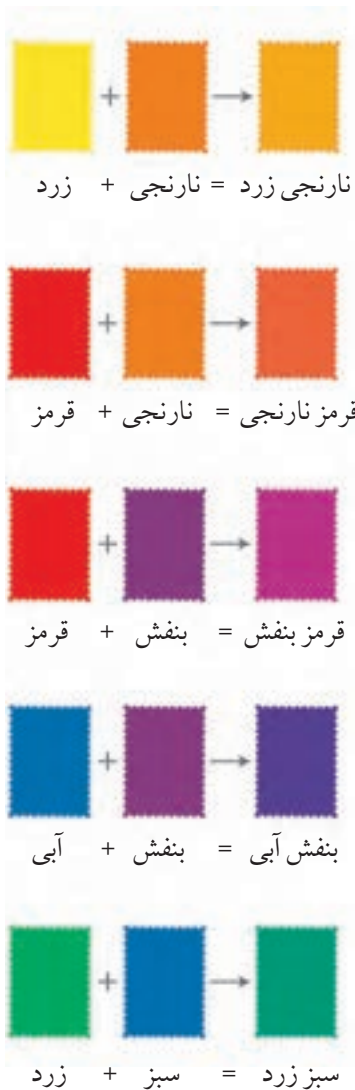 زرد + نارنجی = نارنجی زرد
قرمز + نارنجی = قرمز نارنجی
قرمز + بنفش = قرمز بنفش
آبی + بنفش = بنفش آبی
زرد + سبز = سبز زرد